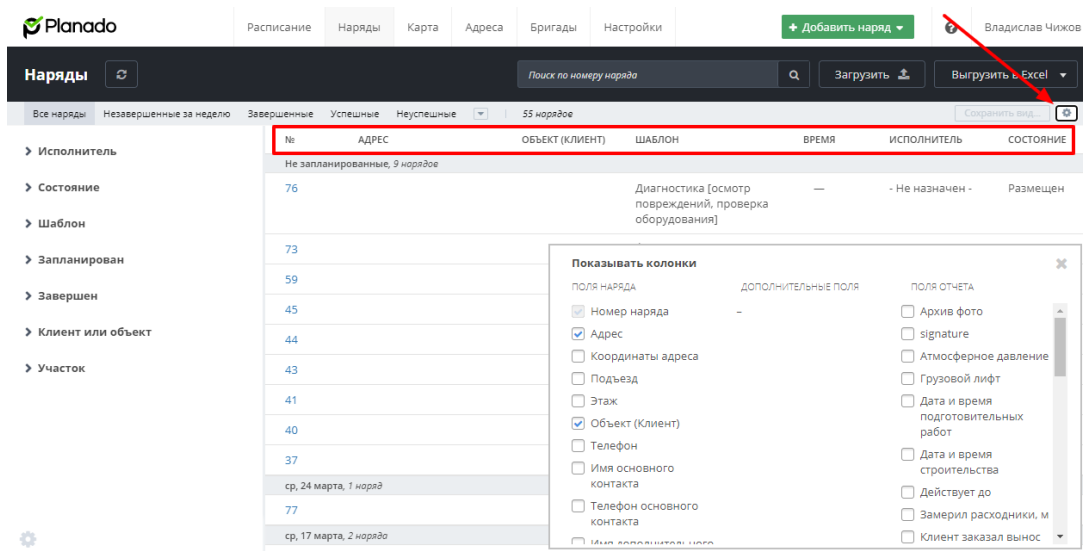 Planado
Расписание Наряды Карта Адреса Бригады Настройки + Добавить наряд ? Владислав Чижов
Наряды Поиск по номеру наряда Загрузить Выгрузить в Excel
Все наряды Незавершенные за неделю Завершенные Успешные Неуспешные 55 нарядов Сохранить вид...
№ АДРЕС ОБЪЕКТ (КЛИЕНТ) ШАБЛОН ВРЕМЯ ИСПОЛНИТЕЛЬ СОСТОЯНИЕ
Исполнитель
Состояние
Шаблон
Запланирован
Завершен
Клиент или объект
Участок
Не запланированные, 9 нарядов
76 Диагностика [осмотр — - Не назначен - Размещен
повреждений, проверка
оборудования]
73
59
45
44
43
41
40
37
ср, 24 марта, 1 наряд
77
ср, 17 марта, 2 наряда
Показывать колонки
ПОЛЯ НАРЯДА ДОПОЛНИТЕЛЬНЫЕ ПОЛЯ ПОЛЯ ОТЧЕТА
Номер наряда
Адрес
Координаты адреса
Подъезд
Этаж
Объект (Клиент)
Телефон
Имя основного
контакта
Телефон основного
контакта
Имя дополнительного
–
Архив фото
signature
Атмосферное давление
Грузовой лифт
Дата и время
подготовительных
работ
Дата и время
строительства
Действует до
Замерил расходники, м
Клиент заказал вынос